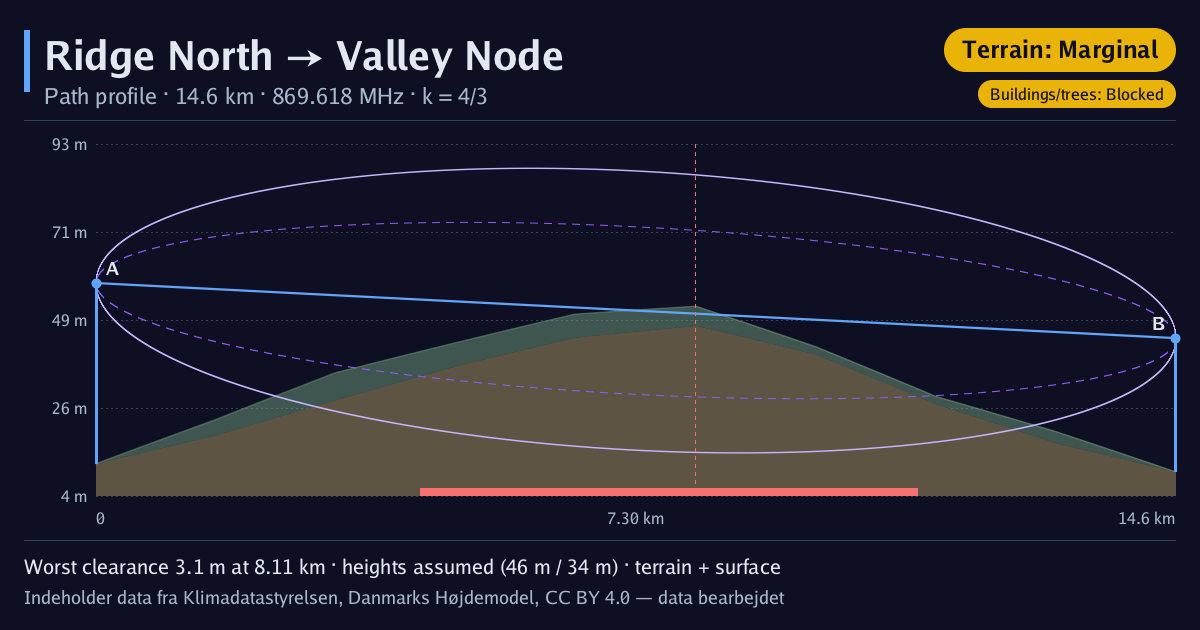 Ridge North → Valley Node
Terrain: Marginal
Path profile · 14.6 km · 869.618 MHz · k = 4/3
Buildings/trees: Blocked
93 m
71 m
A
49 m
B
26 m
4 m
0
7.30 km
14.6 km
Worst clearance 3.1 m at 8.11 km · heights assumed (46 m / 34 m) · terrain + surface
Indeholder data fra Klimadatastyrelsen, Danmarks Højdemodel, CC BY 4.0 — data bearbejdet